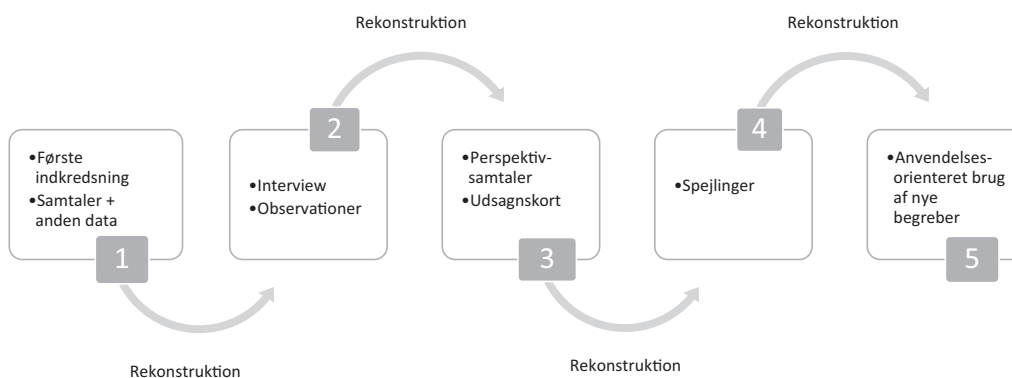 Rekonstruktion
Rekonstruktion
1
•Første
indkredsning
•Samtaler +
anden data
2
•Interview
•Observationer
3
•Perspektiv-
samtaler
•Udsagnskort
4
•Spejlinger
5
•Anvendelses-
orienteret brug
af nye
begreber
Rekonstruktion
Rekonstruktion